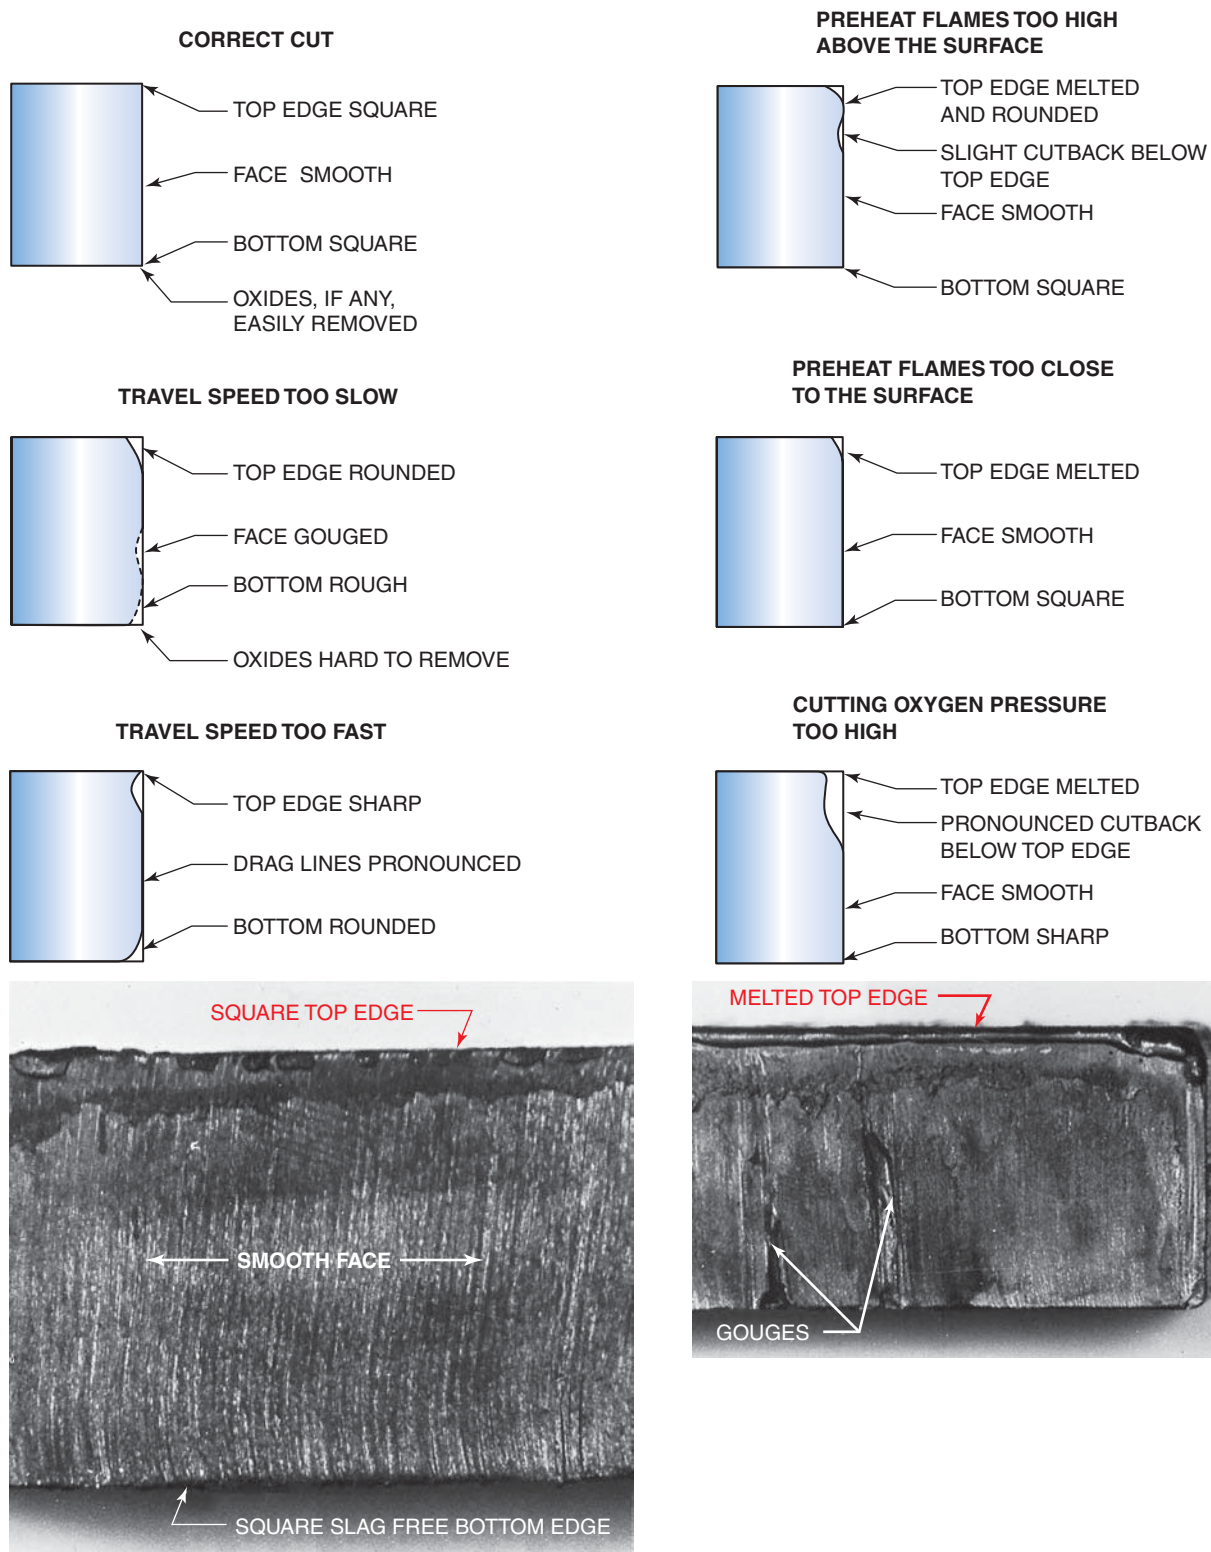 CORRECT CUT
TOP EDGE SQUARE
FACE SMOOTH
BOTTOM SQUARE
OXIDES, IF ANY,
EASILY REMOVED
TRAVEL SPEED TOO SLOW
TOP EDGE ROUNDED
FACE GOUGED
BOTTOM ROUGH
OXIDES HARD TO REMOVE
TRAVEL SPEED TOO FAST
TOP EDGE SHARP
DRAG LINES PRONOUNCED
BOTTOM ROUNDED
SQUARE TOP EDGE
SMOOTH FACE
SQUARE SLAG FREE BOTTOM EDGE
PREHEAT FLAMES TOO HIGH
ABOVE THE SURFACE
TOP EDGE MELTED
AND ROUNDED
SLIGHT CUTBACK BELOW
TOP EDGE
FACE SMOOTH
BOTTOM SQUARE
PREHEAT FLAMES TOO CLOSE
TO THE SURFACE
TOP EDGE MELTED
FACE SMOOTH
BOTTOM SQUARE
CUTTING OXYGEN PRESSURE
TOO HIGH
TOP EDGE MELTED
PRONOUNCED CUTBACK
BELOW TOP EDGE
FACE SMOOTH
BOTTOM SHARP
MELTED TOP EDGE
GOUGES